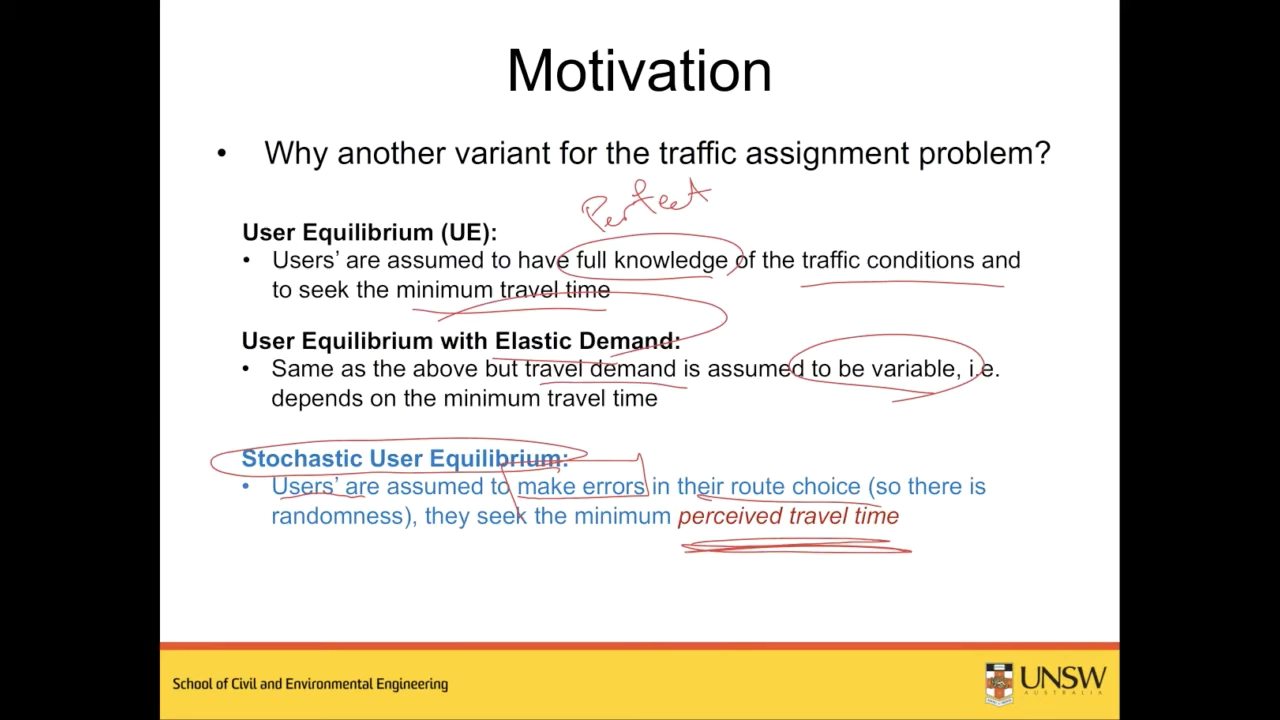 Motivation
• Why another variant for the traffic assignment problem?
Perfect
User Equilibrium (UE):
• Users’ are assumed to have full knowledge of the traffic conditions and
to seek the minimum travel time
User Equilibrium with Elastic Demand:
• Same as the above but travel demand is assumed to be variable, i.e.
depends on the minimum travel time
Stochastic User Equilibrium:
• Users’ are assumed to make errors in their route choice (so there is
randomness), they seek the minimum perceived travel time
School of Civil and Environmental Engineering
UNSW
AUSTRALIA